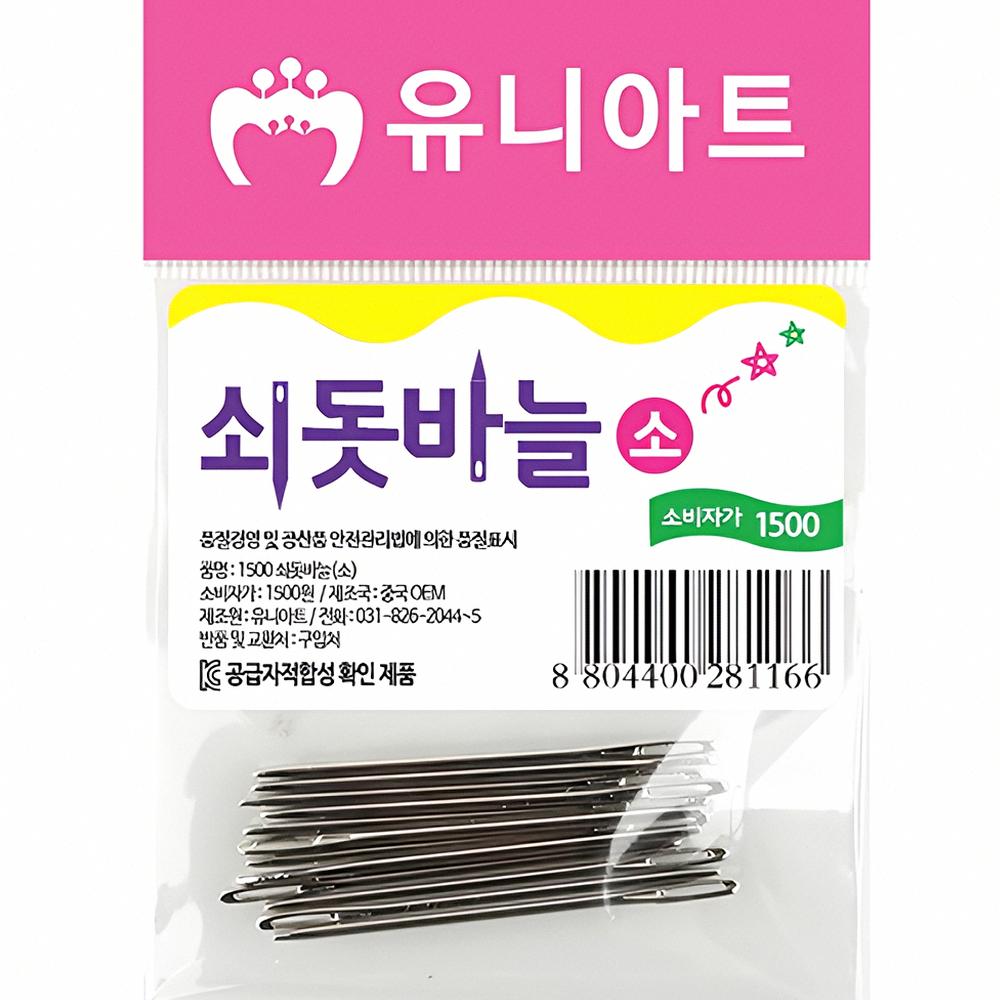 유니아트
쇠돗바늘 소
소비자가 1500
품질경영 및 공산품 안전관리법에 의한 품질표시
품명 : 1500 쇠돗바늘(소)
소비자가 : 1500원 / 제조국 : 중국 OEM
제조원 : 유니아트 / 전화 : 031-826-2044~5
반품 및 교환처 : 구입처
공급자적합성 확인 제품
8 804400 281166